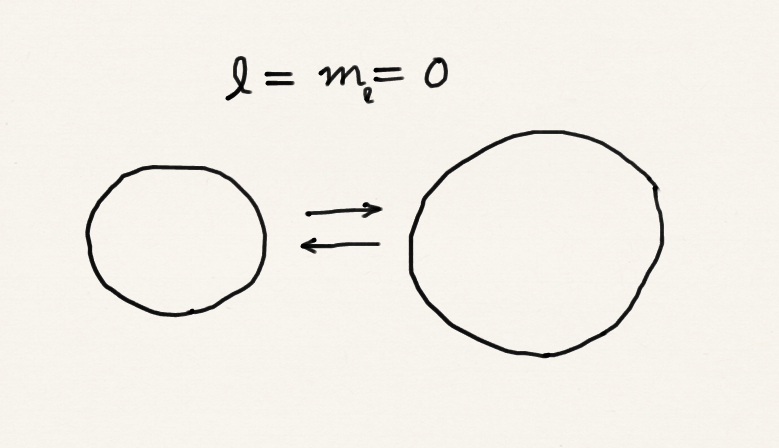 l = mₗ = 0